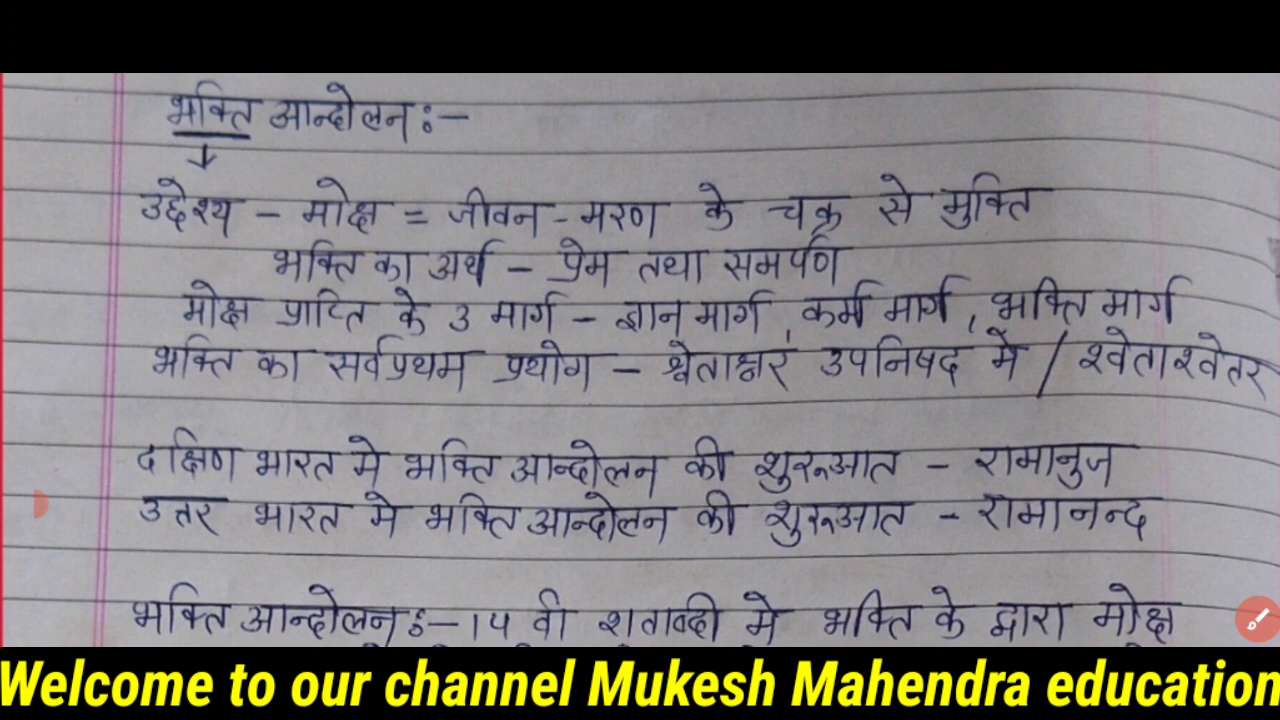 भक्ति आन्दोलन :-
उद्देश्य - मोक्ष = जीवन - मरण के चक्र से मुक्ति
भक्ति का अर्थ - प्रेम तथा समर्पण
मोक्ष प्राप्ति के 3 मार्ग - ज्ञान मार्ग, कर्म मार्ग, भक्ति मार्ग
भक्ति का सर्वप्रथम प्रयोग - श्वेताश्वर उपनिषद मे / श्वेताश्वेतर
दक्षिण भारत मे भक्ति आन्दोलन की शुरुआत - रामानुज
उत्तर भारत मे भक्ति आन्दोलन की शुरुआत - रामानन्द
भक्ति आन्दोलन :- 14 वी शताब्दी मे भक्ति के द्वारा मोक्ष
Welcome to our channel Mukesh Mahendra education